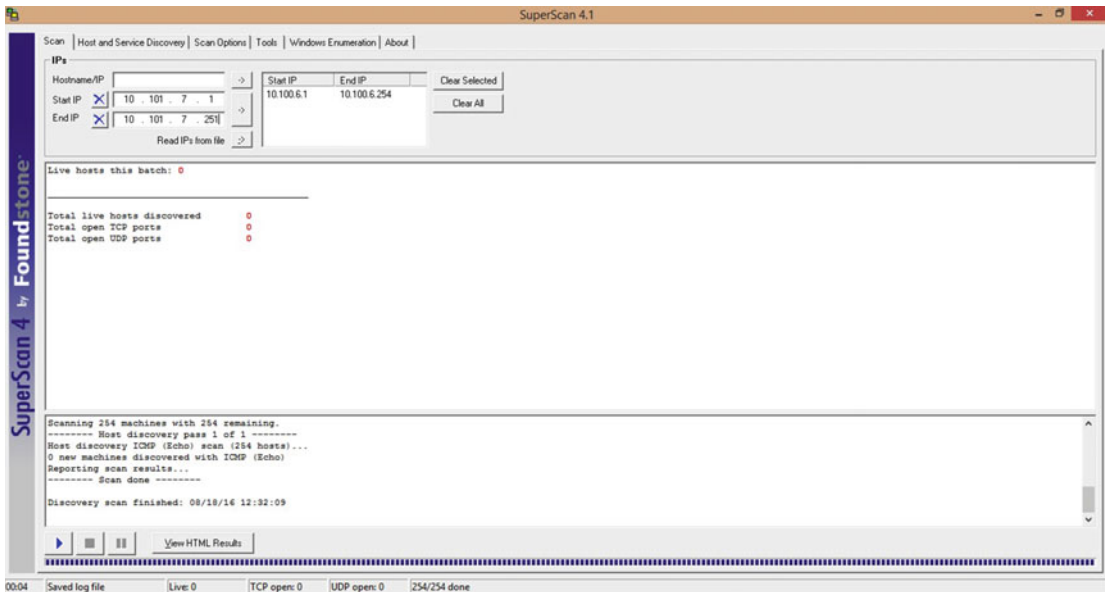 SuperScan 4.1
Scan Host and Service Discovery Scan Options Tools Windows Enumeration About
IPs
Hostname/IP -> Start IP End IP Clear Selected
Start IP X 10 . 101 . 7 . 1 -> 10.100.6.1 10.100.6.254 Clear All
End IP X 10 . 101 . 7 . 251
Read IPs from file ->
SuperScan 4 by Foundstone
Live hosts this batch: 0
Total live hosts discovered 0
Total open TCP ports 0
Total open UDP ports 0
Scanning 254 machines with 254 remaining.
-------- Host discovery pass 1 of 1 --------
Host discovery ICMP (Echo) scan (254 hosts)...
0 new machines discovered with ICMP (Echo)
Reporting scan results...
-------- Scan done --------
Discovery scan finished: 08/18/16 12:32:09
View HTML Results
00:04 Saved log file Live: 0 TCP open: 0 UDP open: 0 254/254 done